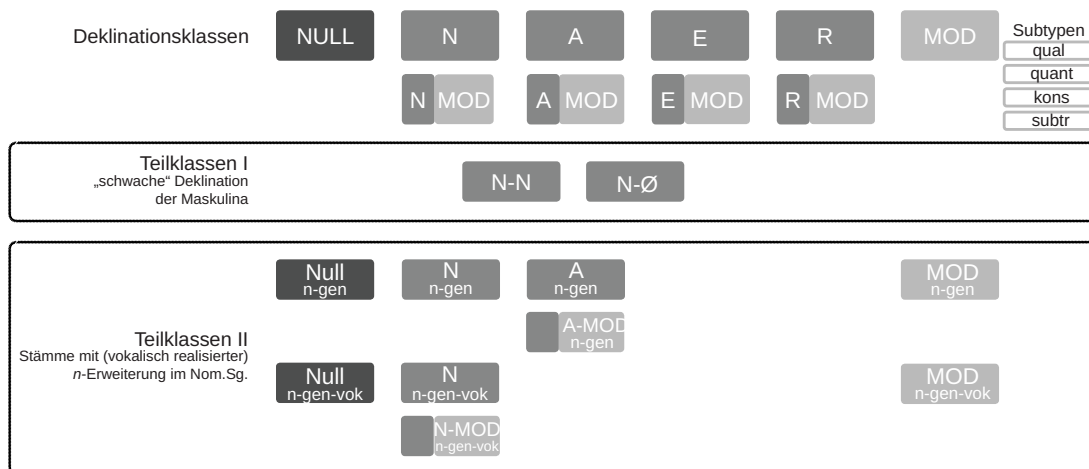 Deklinationsklassen NULL N A E R MOD Subtypen
qual
quant
N MOD A MOD E MOD R MOD kons
subtr
Teilklassen I
„schwache“ Deklination
der Maskulina
N-N N-Ø
Null N A MOD
n-gen n-gen n-gen n-gen
A-MOD
n-gen
Teilklassen II
Stämme mit (vokalisch realisierter)
n-Erweiterung im Nom.Sg.
Null N MOD
n-gen-vok n-gen-vok n-gen-vok
N-MOD
n-gen-vok